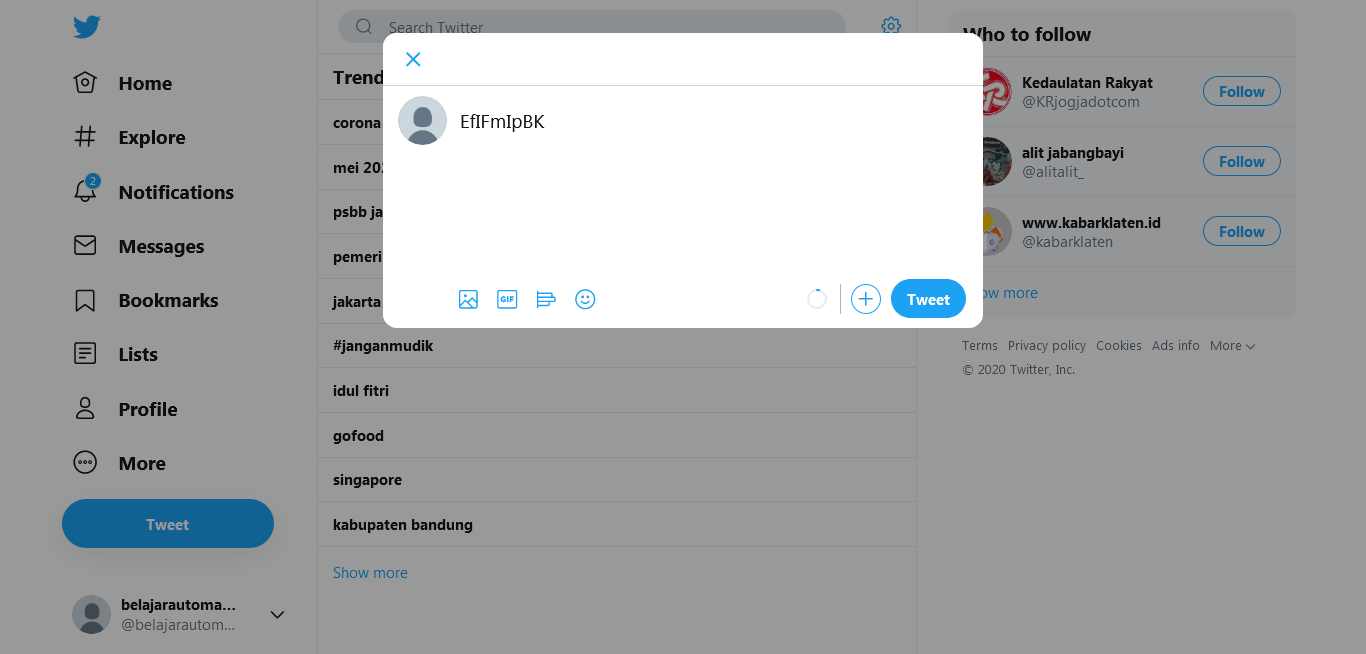 Home
Explore
2
Notifications
Messages
Bookmarks
Lists
Profile
More
Tweet
belajarautoma...
@belajarautom...
Search Twitter
Trend
corona
mei 202
psbb ja
pemeri
jakarta
#janganmudik
idul fitri
gofood
singapore
kabupaten bandung
Show more
EfIFmIpBK
GIF
Tweet
Who to follow
Kedaulatan Rakyat
@KRjogjadotcom
Follow
alit jabangbayi
@alitalit_
Follow
www.kabarklaten.id
@kabarklaten
Follow
ow more
Terms Privacy policy Cookies Ads info More
© 2020 Twitter, Inc.